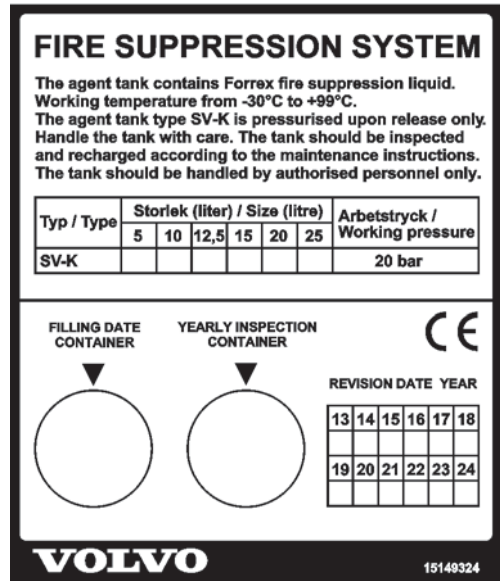 FIRE SUPPRESSION SYSTEM
The agent tank contains Forrex fire suppression liquid.
Working temperature from -30°C to +99°C.
The agent tank type SV-K is pressurised upon release only.
Handle the tank with care. The tank should be inspected
and recharged according to the maintenance instructions.
The tank should be handled by authorised personnel only.
Typ / Type
Storlek (liter) / Size (litre)
5 10 12,5 15 20 25
Arbetstryck /
Working pressure
SV-K
20 bar
FILLING DATE
CONTAINER
YEARLY INSPECTION
CONTAINER
CE
REVISION DATE YEAR
13 14 15 16 17 18
19 20 21 22 23 24
VOLVO
15149324